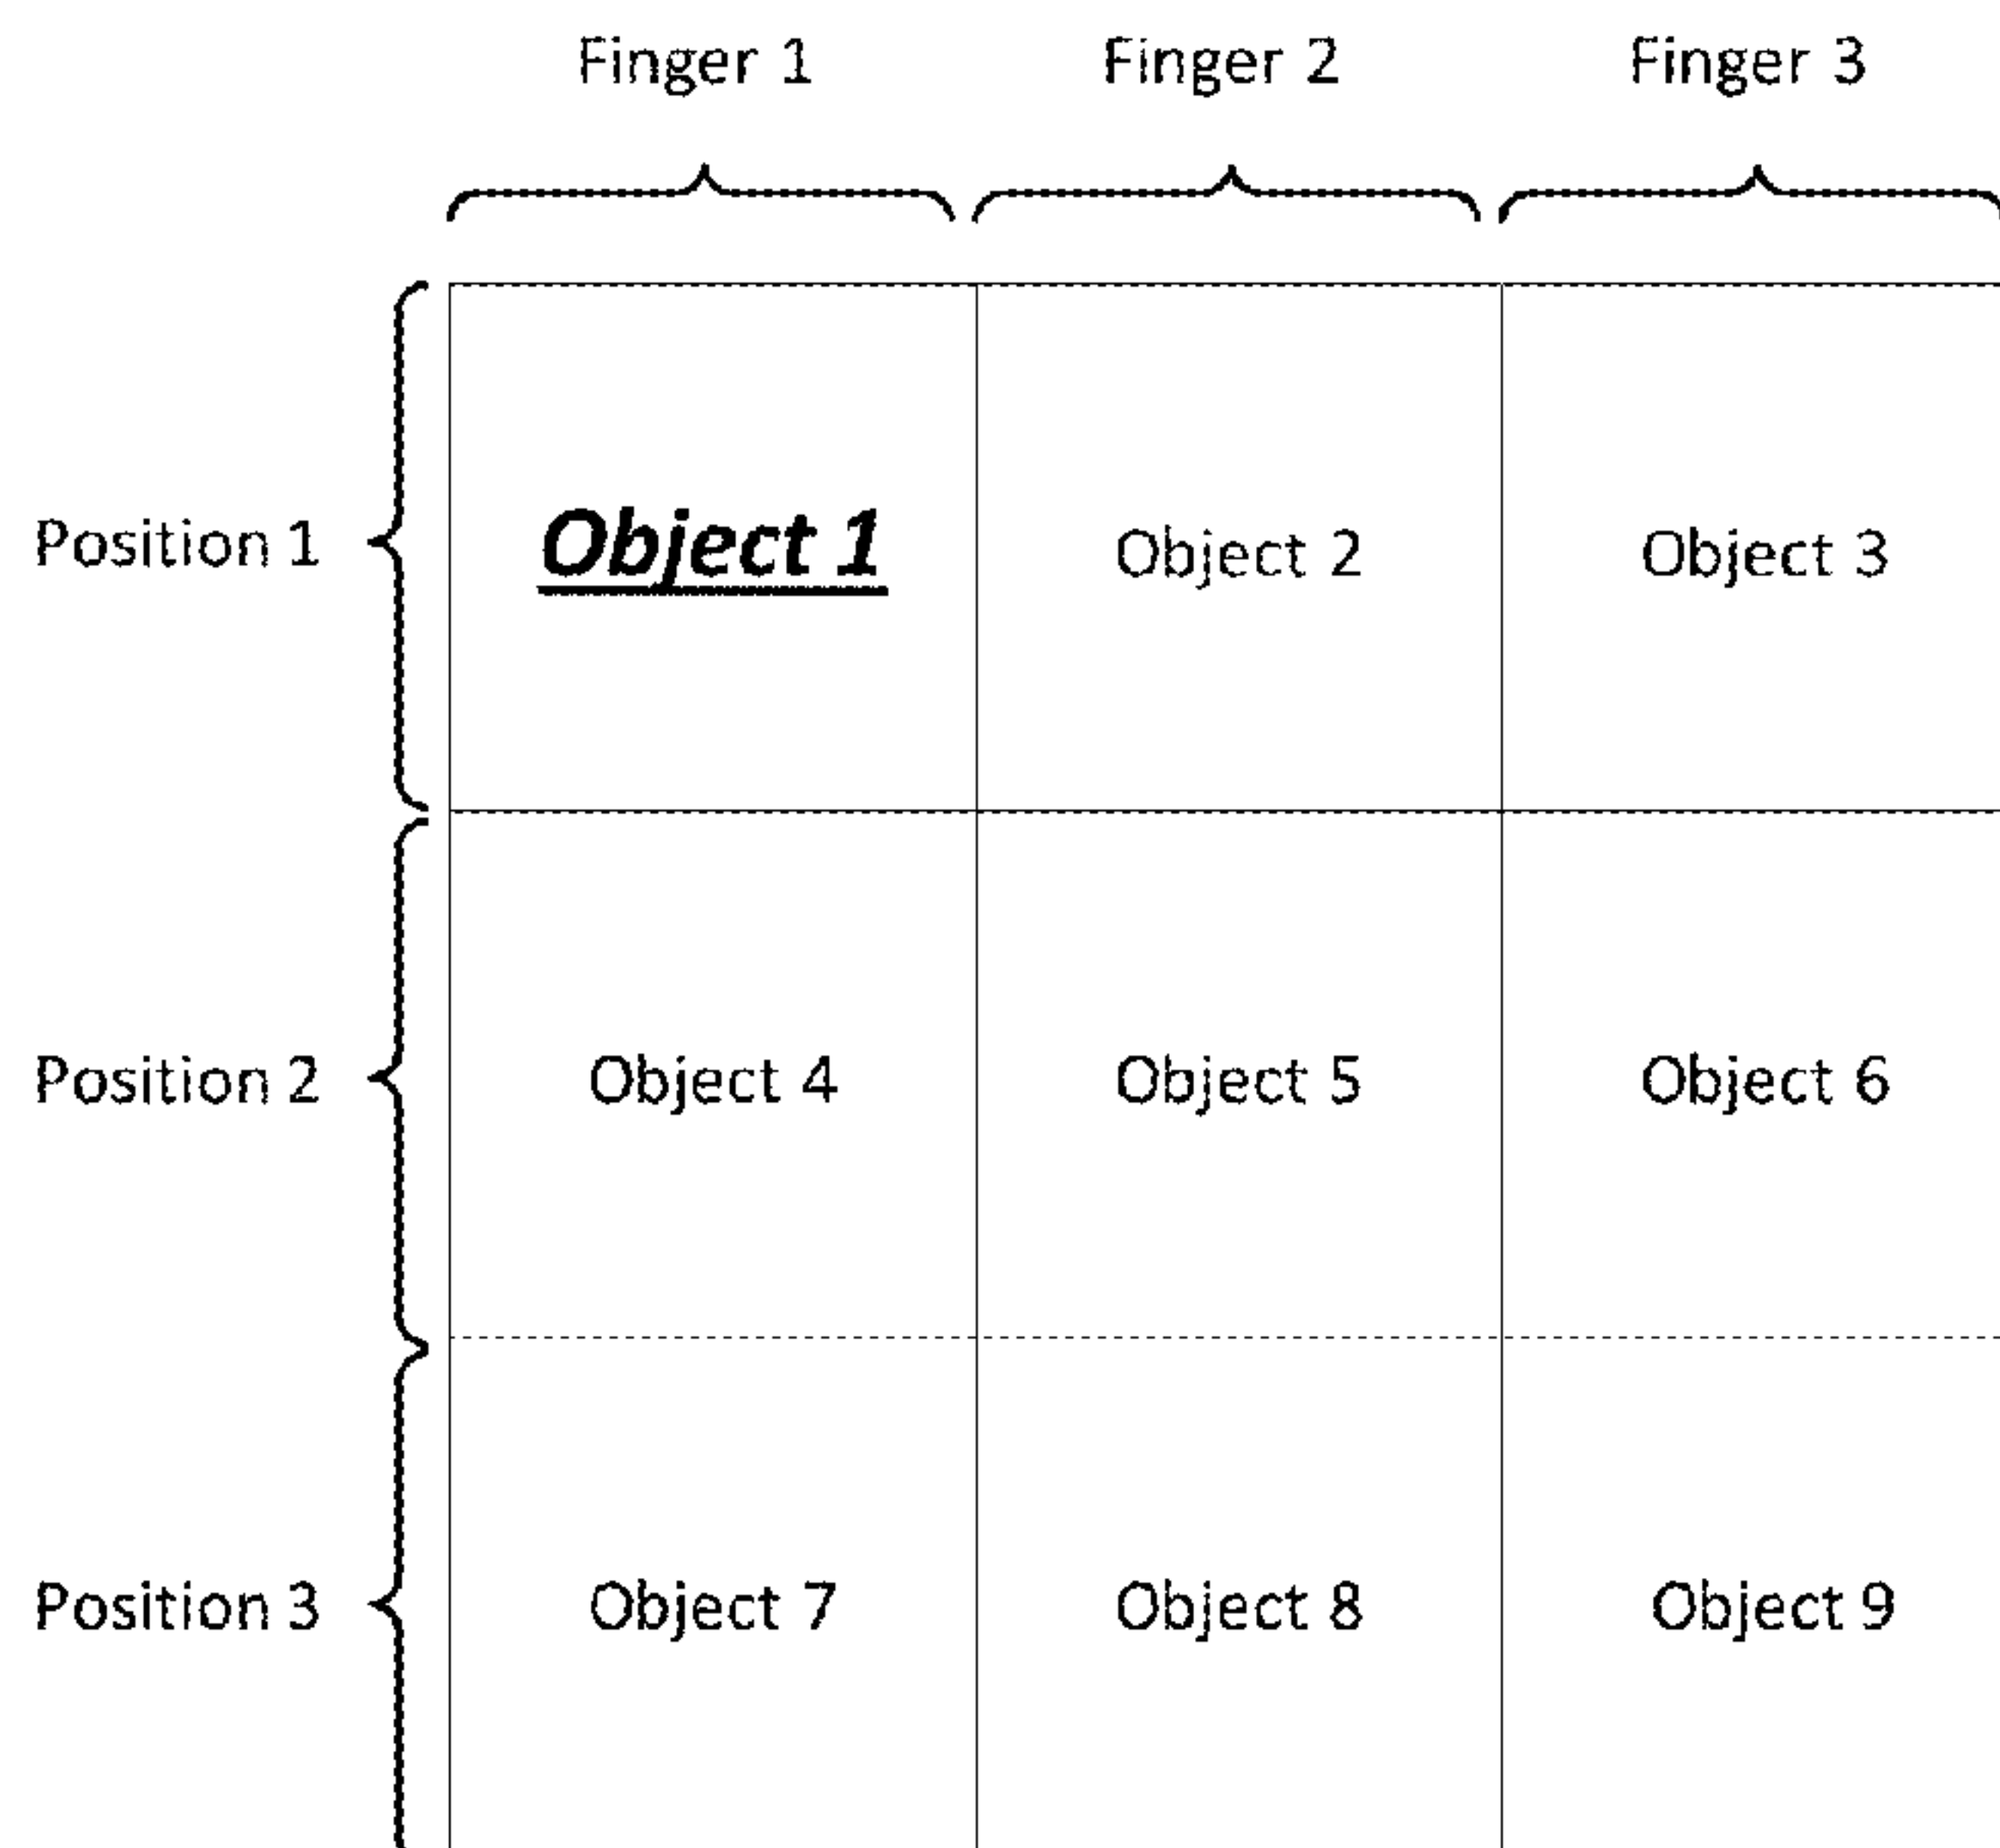 Finger 1 Finger 2 Finger 3
Position 1 Object 1 Object 2 Object 3
Position 2 Object 4 Object 5 Object 6
Position 3 Object 7 Object 8 Object 9